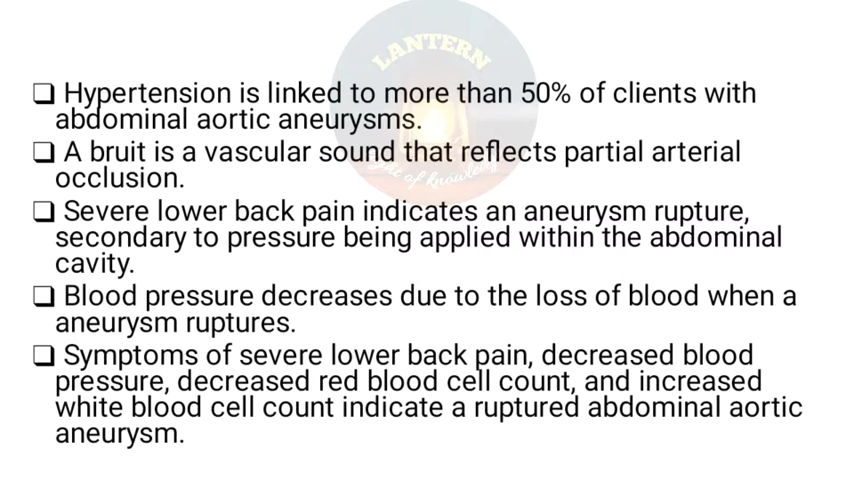 LANTERN
❑ Hypertension is linked to more than 50% of clients with
abdominal aortic aneurysms.
❑ A bruit is a vascular sound that reflects partial arterial
occlusion.
❑ Severe lower back pain indicates an aneurysm rupture,
secondary to pressure being applied within the abdominal
cavity.
❑ Blood pressure decreases due to the loss of blood when a
aneurysm ruptures.
❑ Symptoms of severe lower back pain, decreased blood
pressure, decreased red blood cell count, and increased
white blood cell count indicate a ruptured abdominal aortic
aneurysm.